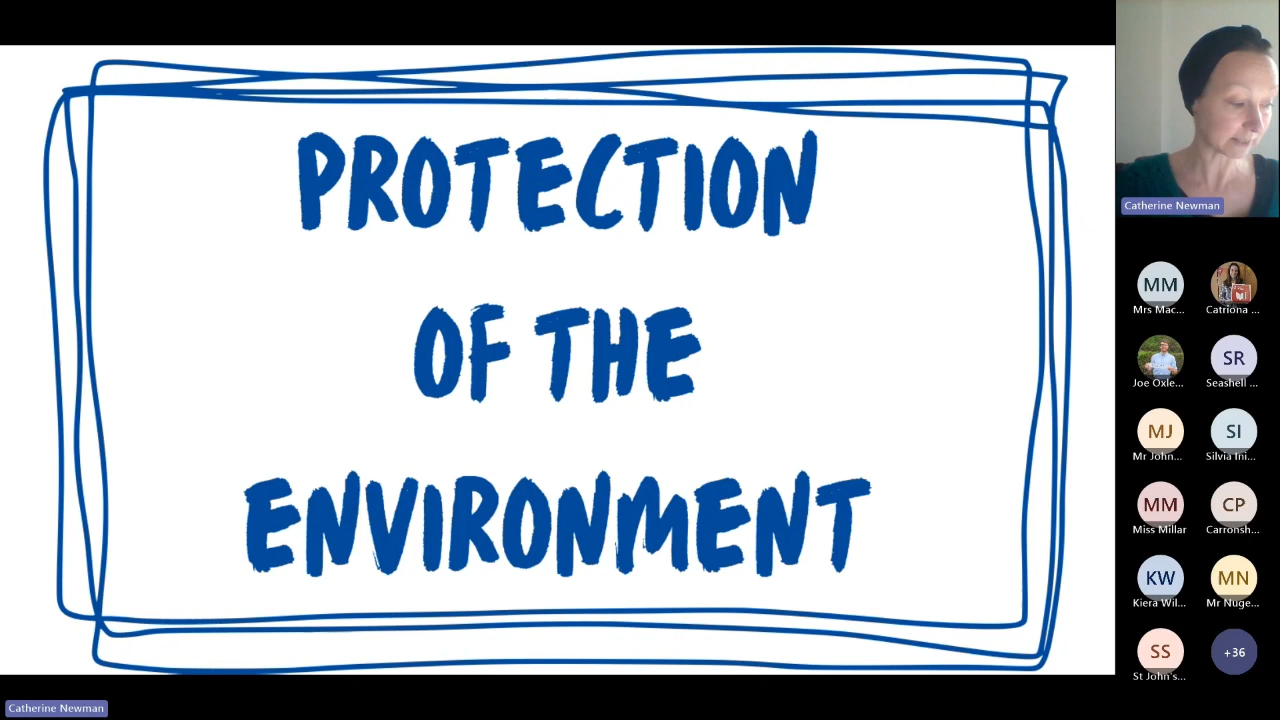 PROTECTION
OF THE
ENVIRONMENT
Catherine Newman
MM
Mrs Mac...
Catriona ...
Joe Oxle...
SR
Seashell ...
MJ
Mr John...
SI
Silvia Ini...
MM
Miss Millar
CP
Carronsh...
KW
Kiera Wil...
MN
Mr Nuge...
SS
St John's...
+36
Catherine Newman